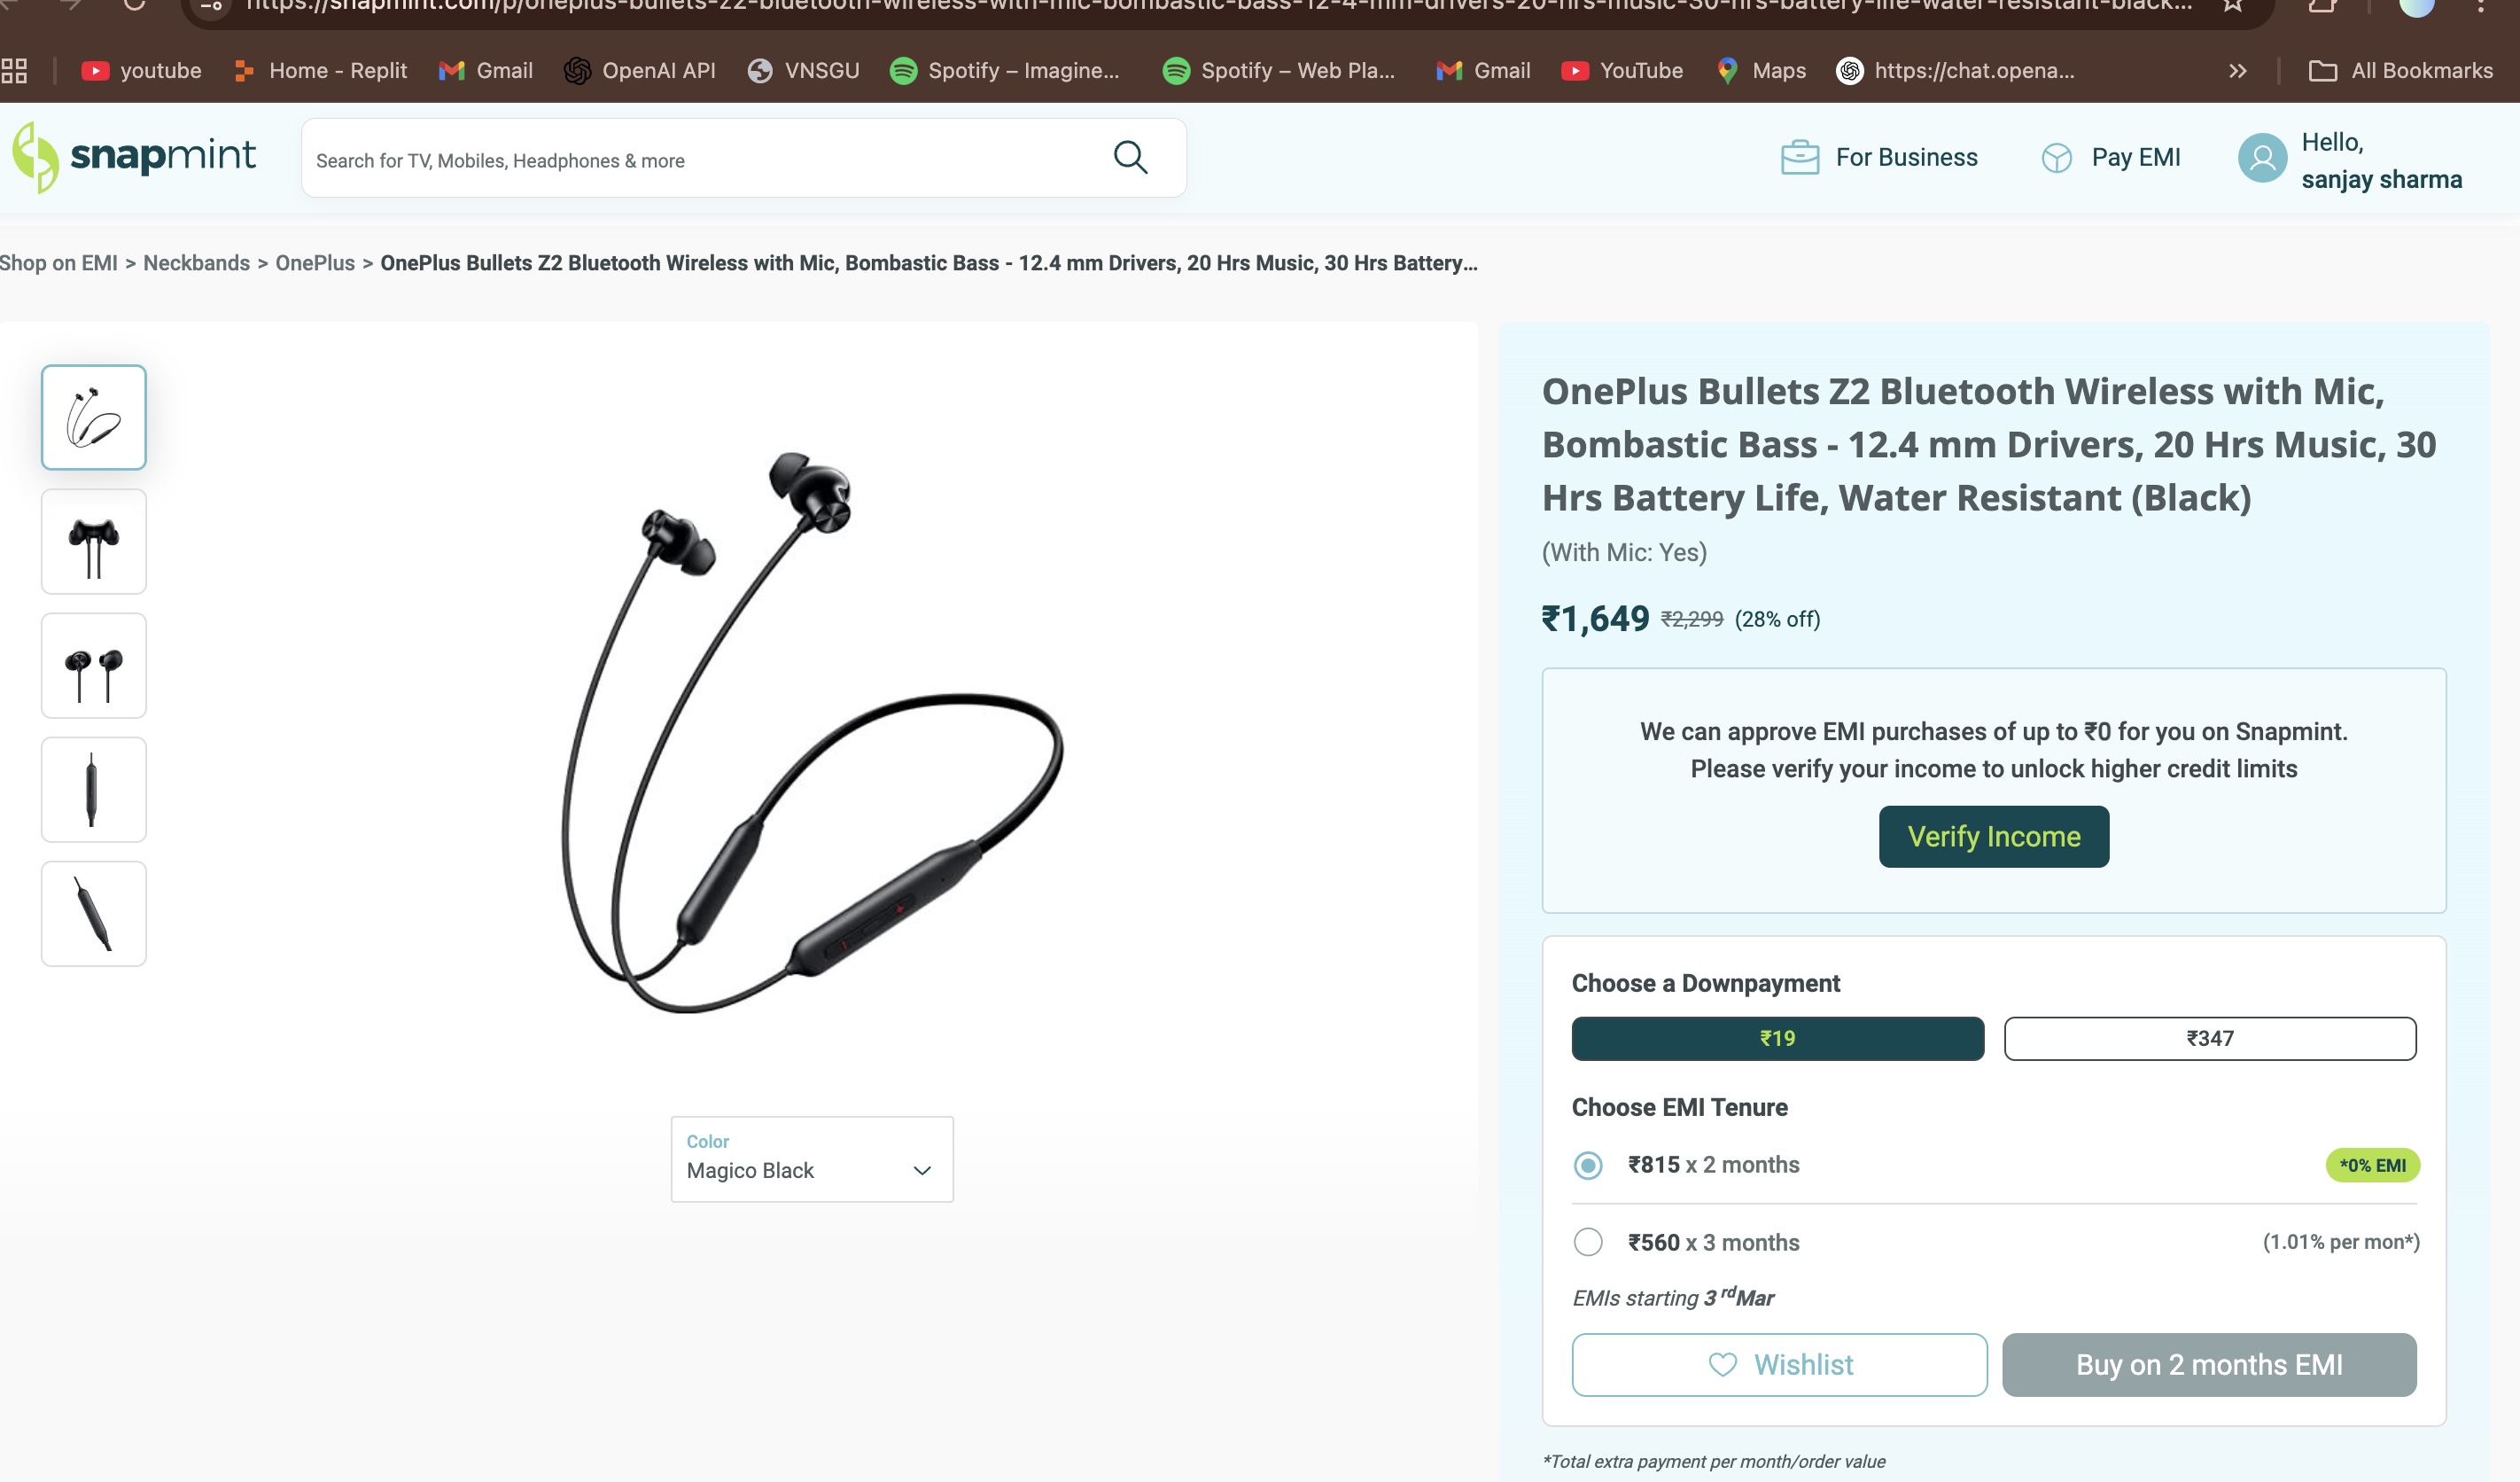 https://snapmint.com/p/oneplus-bullets-z2-bluetooth-wireless-with-mic-bombastic-bass-12-4-mm-drivers-20-hrs-music-30-hrs-battery-life-water-resistant-black...
youtube Home - Replit Gmail OpenAI API VNSGU Spotify – Imagine... Spotify – Web Pla... Gmail YouTube Maps https://chat.opena... » All Bookmarks
snapmint
Search for TV, Mobiles, Headphones & more
For Business
Pay EMI
Hello,
sanjay sharma
Shop on EMI > Neckbands > OnePlus > OnePlus Bullets Z2 Bluetooth Wireless with Mic, Bombastic Bass - 12.4 mm Drivers, 20 Hrs Music, 30 Hrs Battery...
OnePlus Bullets Z2 Bluetooth Wireless with Mic,
Bombastic Bass - 12.4 mm Drivers, 20 Hrs Music, 30
Hrs Battery Life, Water Resistant (Black)
(With Mic: Yes)
₹1,649 ₹2,299 (28% off)
We can approve EMI purchases of up to ₹0 for you on Snapmint.
Please verify your income to unlock higher credit limits
Verify Income
Choose a Downpayment
₹19 ₹347
Choose EMI Tenure
₹815 x 2 months *0% EMI
₹560 x 3 months (1.01% per mon*)
EMIs starting 3 rdMar
Wishlist Buy on 2 months EMI
*Total extra payment per month/order value
Color
Magico Black